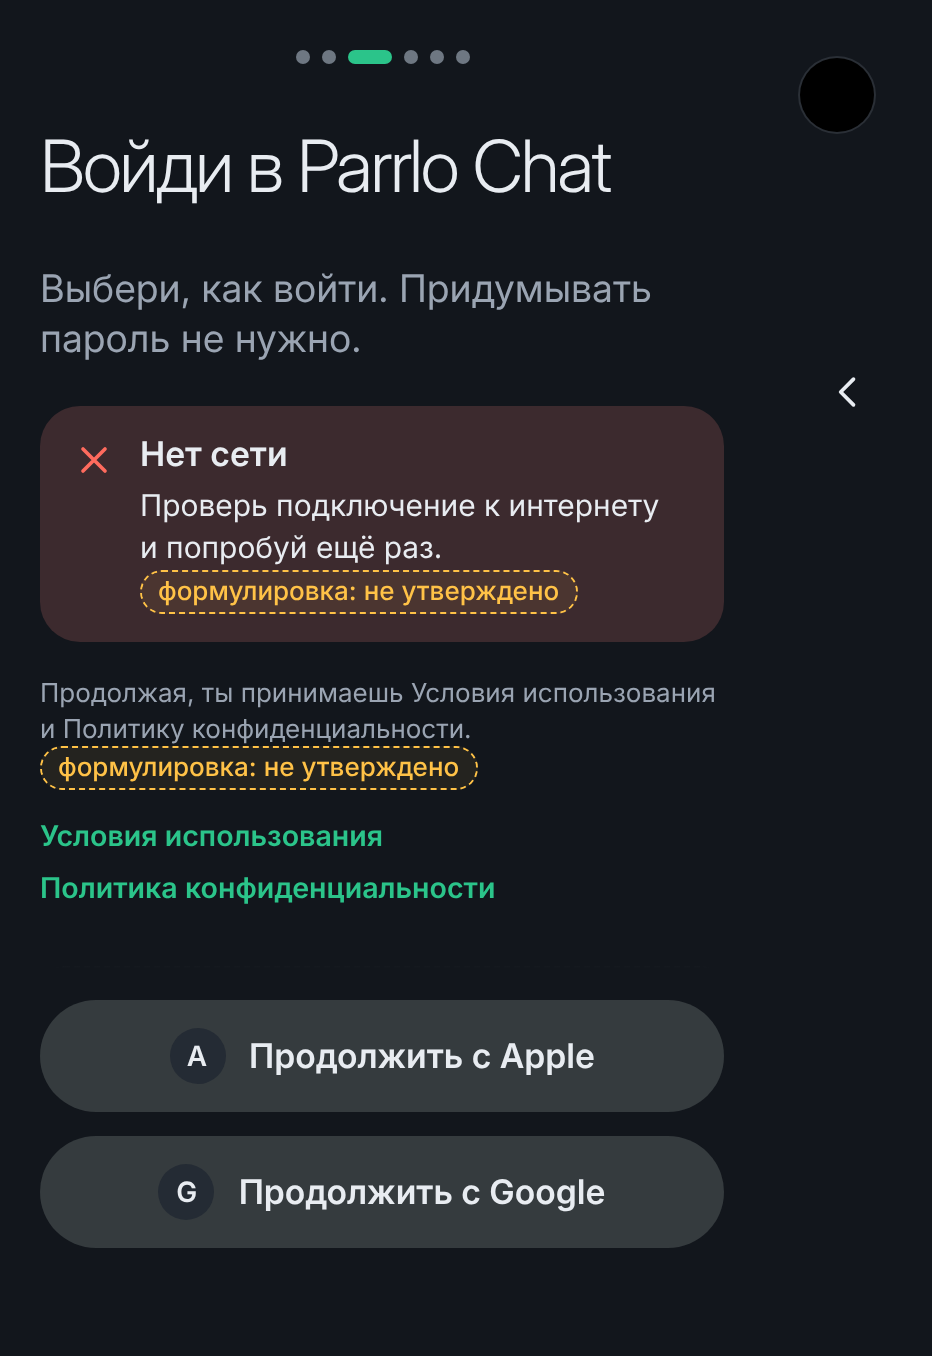 Войди в Parrlo Chat
Выбери, как войти. Придумывать
пароль не нужно.
Нет сети
Проверь подключение к интернету
и попробуй ещё раз.
формулировка: не утверждено
Продолжая, ты принимаешь Условия использования
и Политику конфиденциальности.
формулировка: не утверждено
Условия использования
Политика конфиденциальности
A Продолжить с Apple
G Продолжить с Google